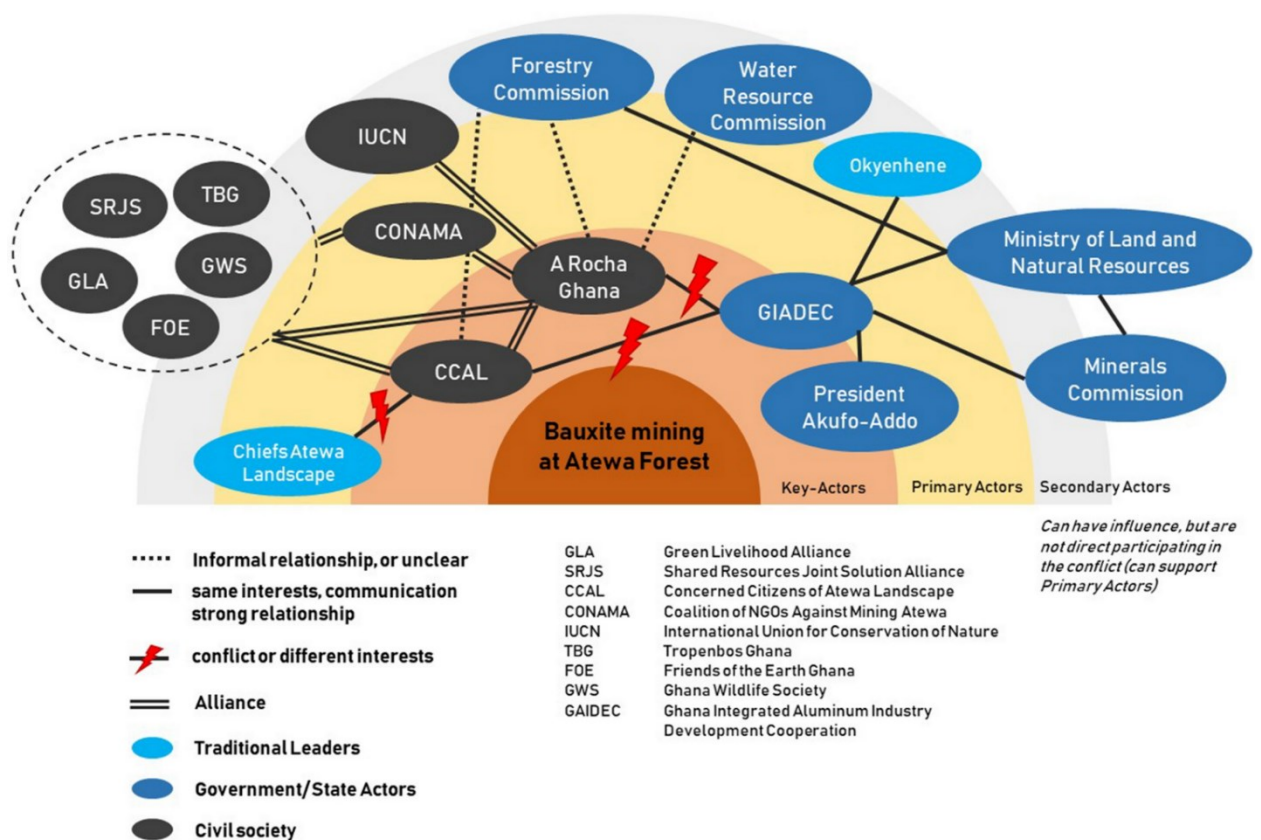 Forestry
Commission
Water
Resource
Commission
IUCN
Okyenhene
TBG
SRJS
CONAMA
Ministry of Land and
Natural Resources
GWS
A Rocha
Ghana
GLA
GIADEC
FOE
CCAL
Minerals
Commission
President
Akufo-Addo
Bauxite mining
at Atewa Forest
Chiefs Atewa
Landscape
Key-Actors
Primary Actors
Secondary Actors
Can have influence, but are
not direct participating in
the conflict (can support
Primary Actors)
Informal relationship, or unclear
same interests, communication
strong relationship
conflict or different interests
Alliance
Traditional Leaders
Government/State Actors
Civil society
GLA Green Livelihood Alliance
SRJS Shared Resources Joint Solution Alliance
CCAL Concerned Citizens of Atewa Landscape
CONAMA Coalition of NGOs Against Mining Atewa
IUCN International Union for Conservation of Nature
TBG Tropenbos Ghana
FOE Friends of the Earth Ghana
GWS Ghana Wildlife Society
GAIDEC Ghana Integrated Aluminum Industry
Development Cooperation